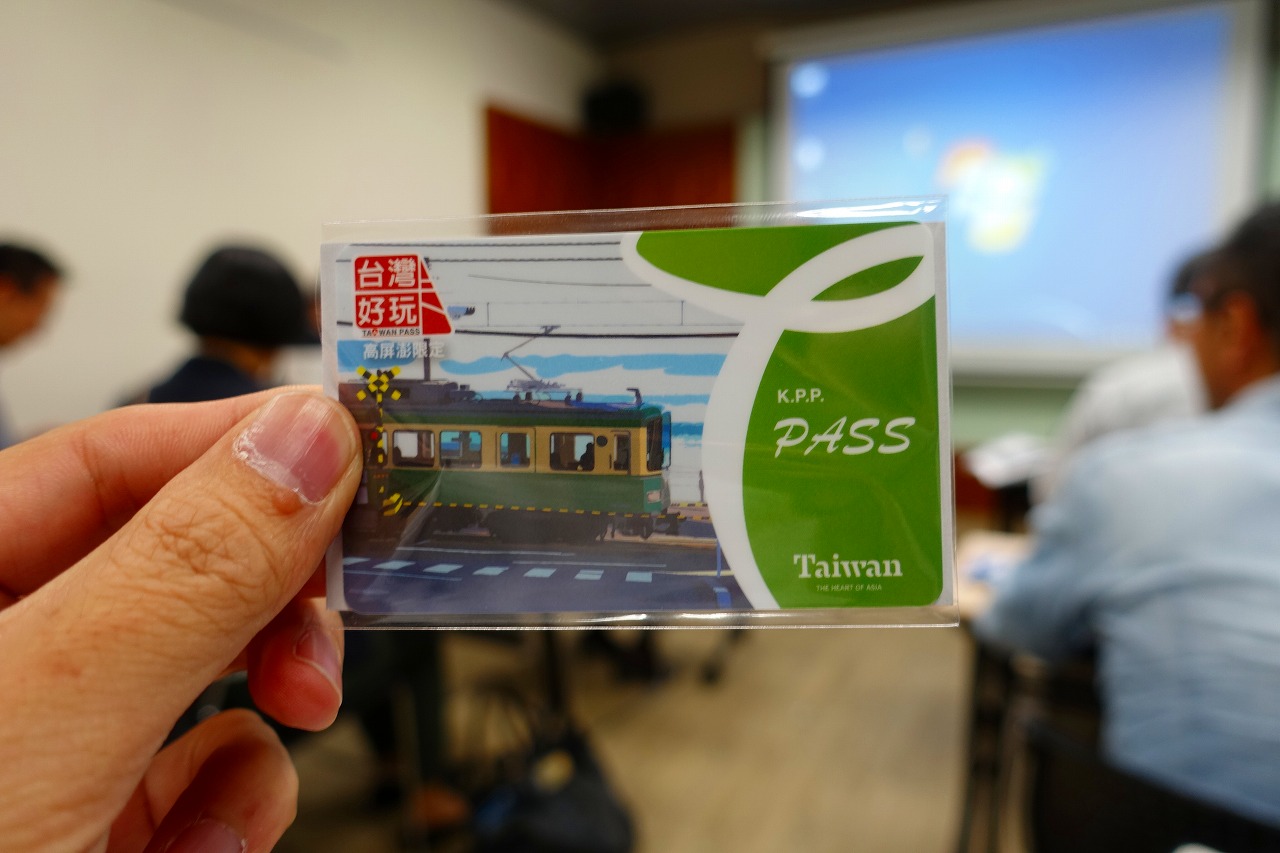 台灣
好玩
TAIWAN PASS
高屏澎限定
K.P.P.
PASS
Taiwan
THE HEART OF ASIA